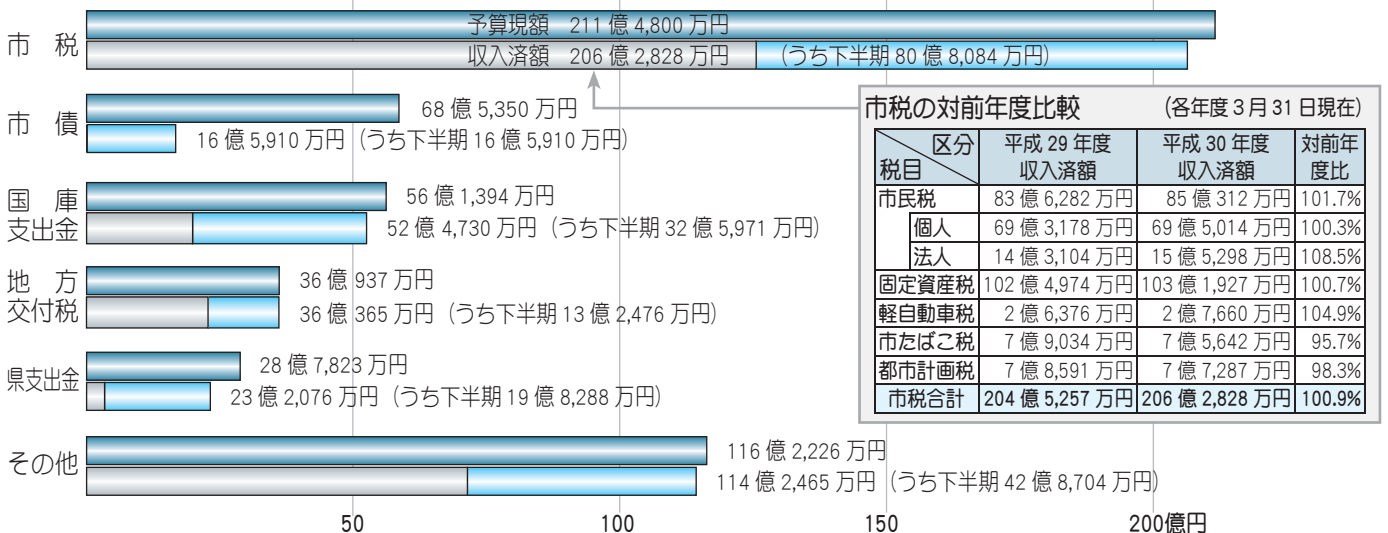 市 税
予算現額 211億4,800万円
収入済額 206億2,828万円 (うち下半期80億8,084万円)
市 債
68億5,350万円
16億5,910万円 (うち下半期16億5,910万円)
国 庫
支出金
56億1,394万円
52億4,730万円 (うち下半期32億5,971万円)
地 方
交付税
36億937万円
36億365万円 (うち下半期13億2,476万円)
県支出金
28億7,823万円
23億2,076万円 (うち下半期19億8,288万円)
その他
116億2,226万円
114億2,465万円 (うち下半期42億8,704万円)
50 100 150 200億円
市税の対前年度比較 (各年度3月31日現在)
区分 平成29年度 平成30年度 対前年
税目 収入済額 収入済額 度比
市民税 83億6,282万円 85億312万円 101.7%
個人 69億3,178万円 69億5,014万円 100.3%
法人 14億3,104万円 15億5,298万円 108.5%
固定資産税 102億4,974万円 103億1,927万円 100.7%
軽自動車税 2億6,376万円 2億7,660万円 104.9%
市たばこ税 7億9,034万円 7億5,642万円 95.7%
都市計画税 7億8,591万円 7億7,287万円 98.3%
市税合計 204億5,257万円 206億2,828万円 100.9%